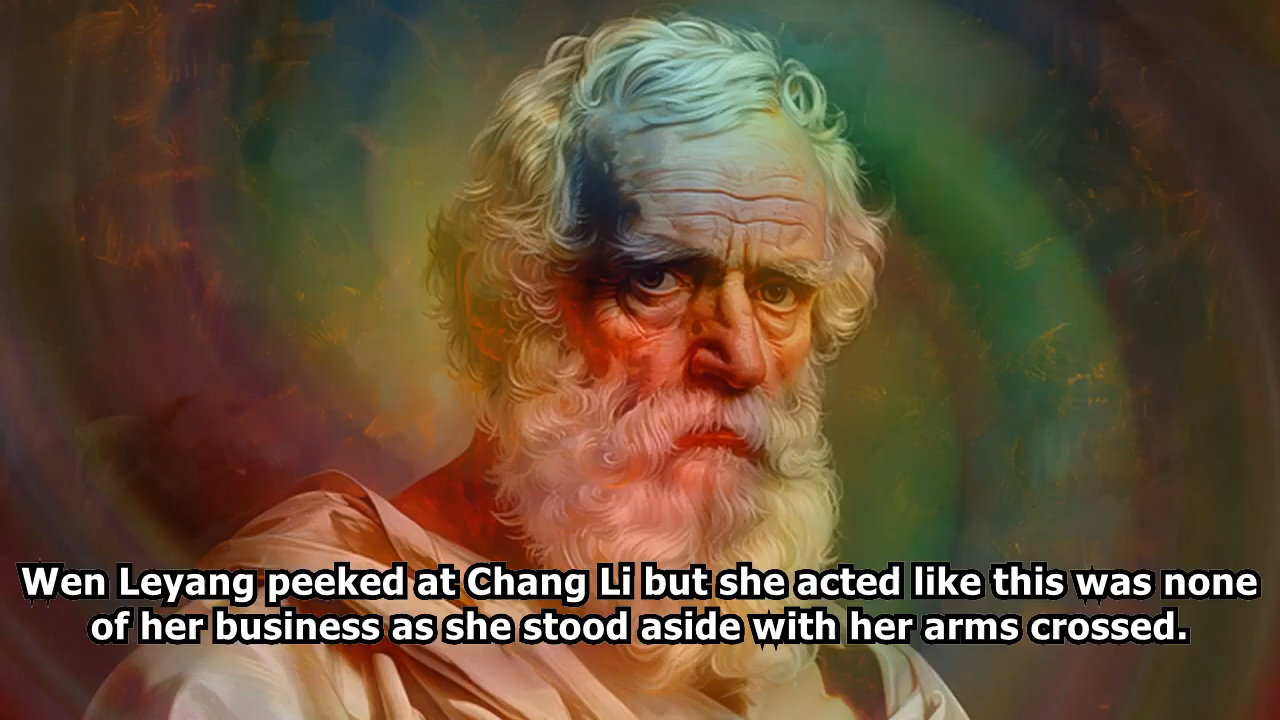 Wen Leyang peeked at Chang Li but she acted like this was none
of her business as she stood aside with her arms crossed.